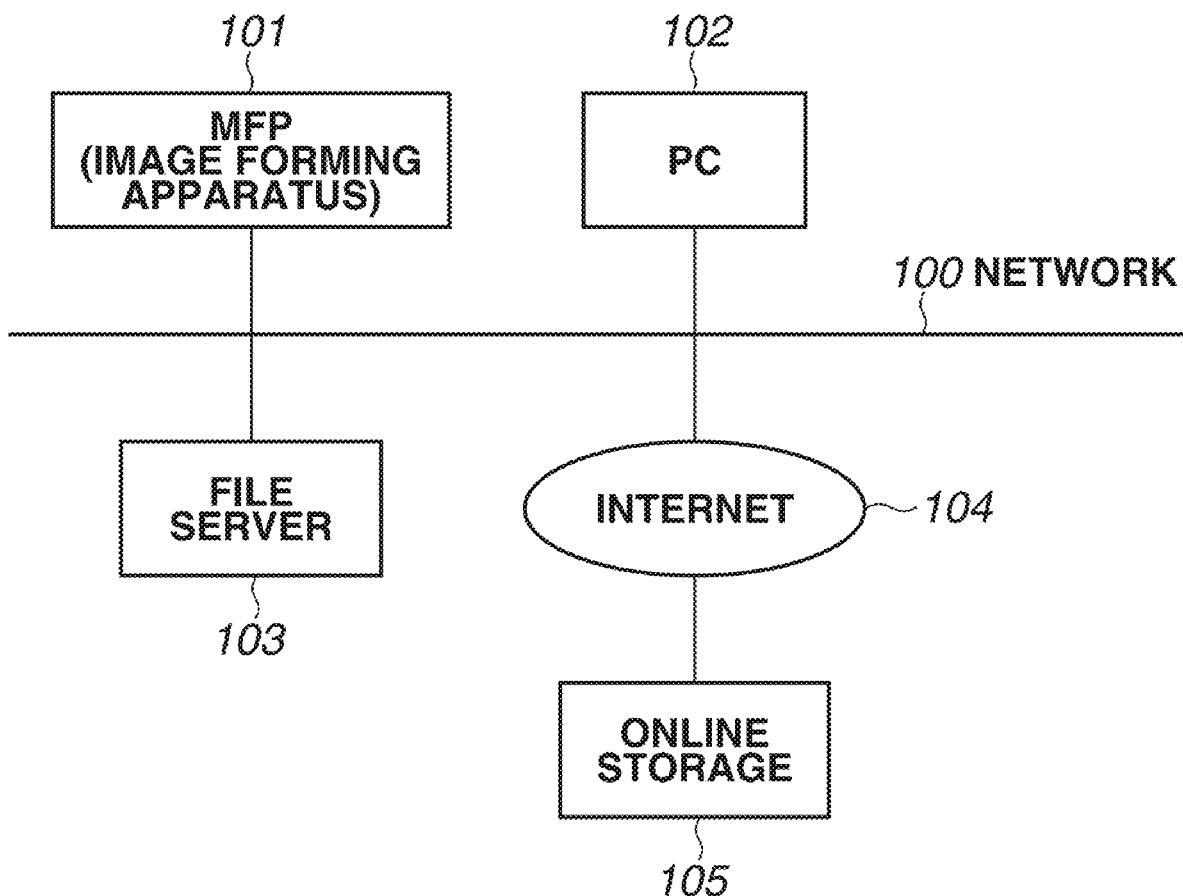 101
102
MFP
(IMAGE FORMING
APPARATUS)
PC
100 NETWORK
FILE
SERVER
INTERNET
104
103
ONLINE
STORAGE
105